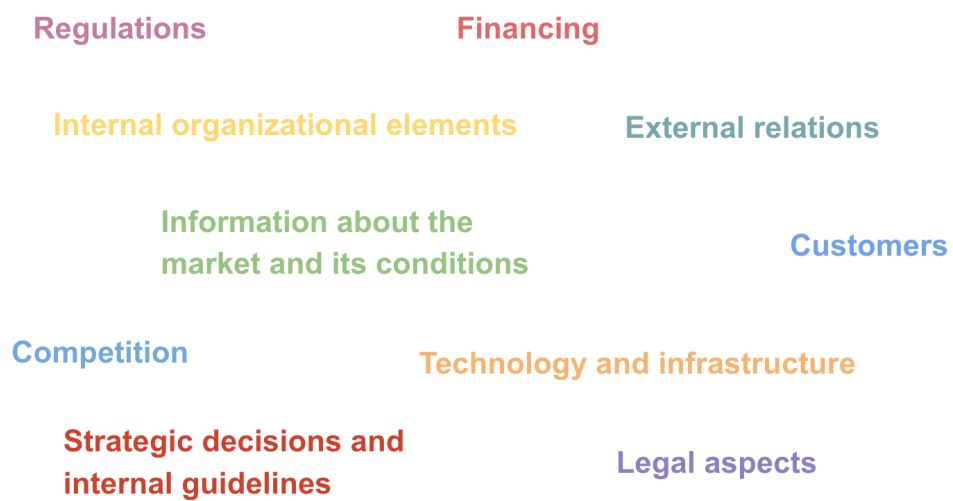 Regulations
Financing
Internal organizational elements
External relations
Information about the
market and its conditions
Customers
Competition
Technology and infrastructure
Strategic decisions and
internal guidelines
Legal aspects